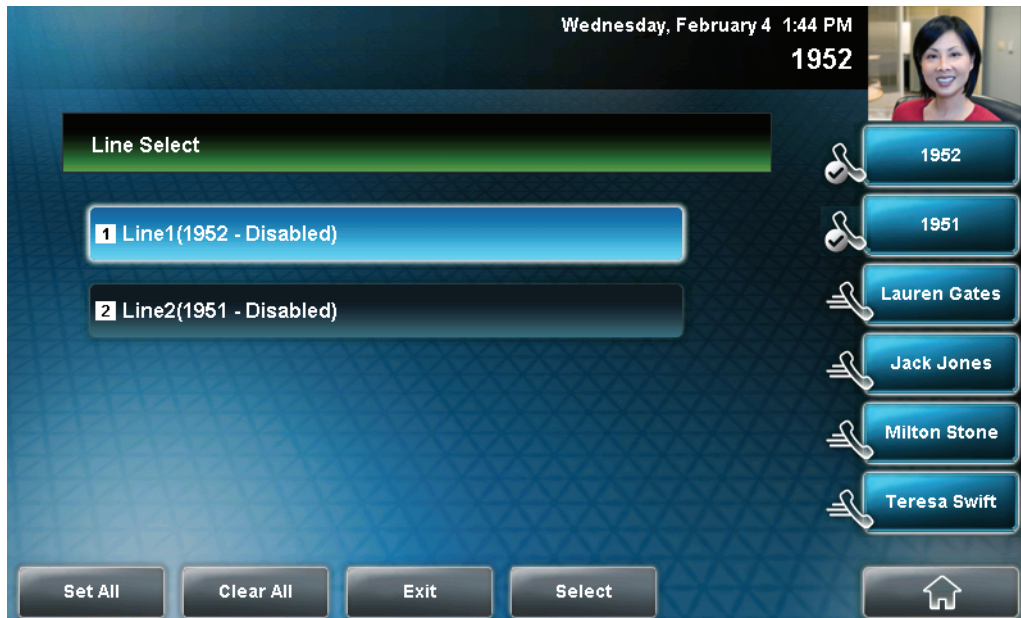 Wednesday, February 4 1:44 PM
1952
Line Select
1 Line1(1952 - Disabled)
2 Line2(1951 - Disabled)
1952
1951
Lauren Gates
Jack Jones
Milton Stone
Teresa Swift
Set All
Clear All
Exit
Select